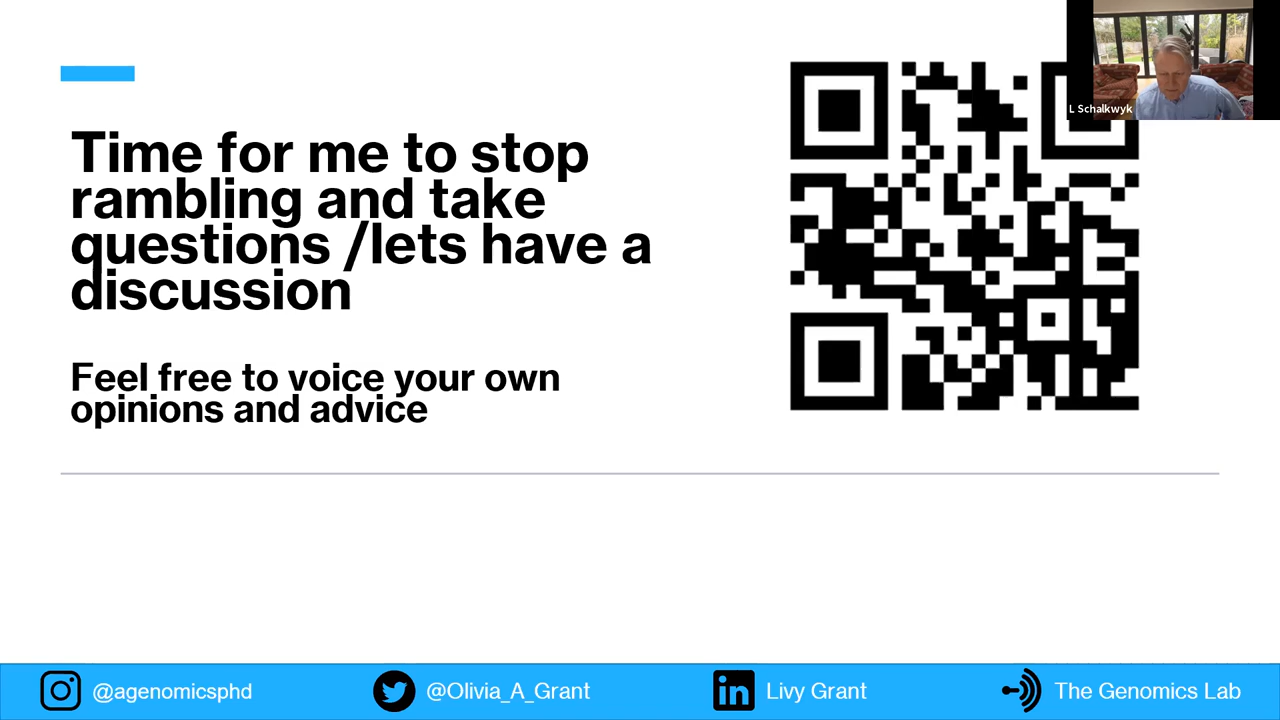 Time for me to stop
rambling and take
questions /lets have a
discussion
Feel free to voice your own
opinions and advice
L Schalkwyk
@agenomicsphd
@Olivia_A_Grant
in
Livy Grant
The Genomics Lab